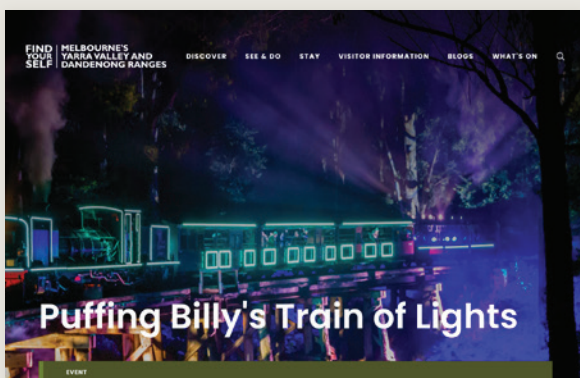 FIND YOUR SELF
MELBOURNE'S YARRA VALLEY AND DANDENONG RANGES
DISCOVER SEE & DO STAY VISITOR INFORMATION BLOGS WHAT'S ON
Puffing Billy's Train of Lights
EVENT